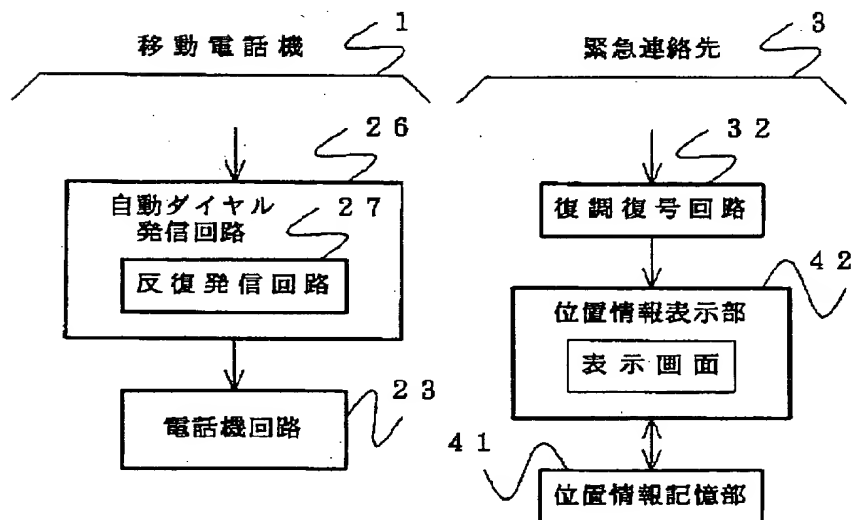 移動電話機 1
26
自動ダイヤル
発信回路
27
反復発信回路
電話機回路 23
緊急連絡先 3
32
復調復号回路
42
位置情報表示部
表示画面
41
位置情報記憶部